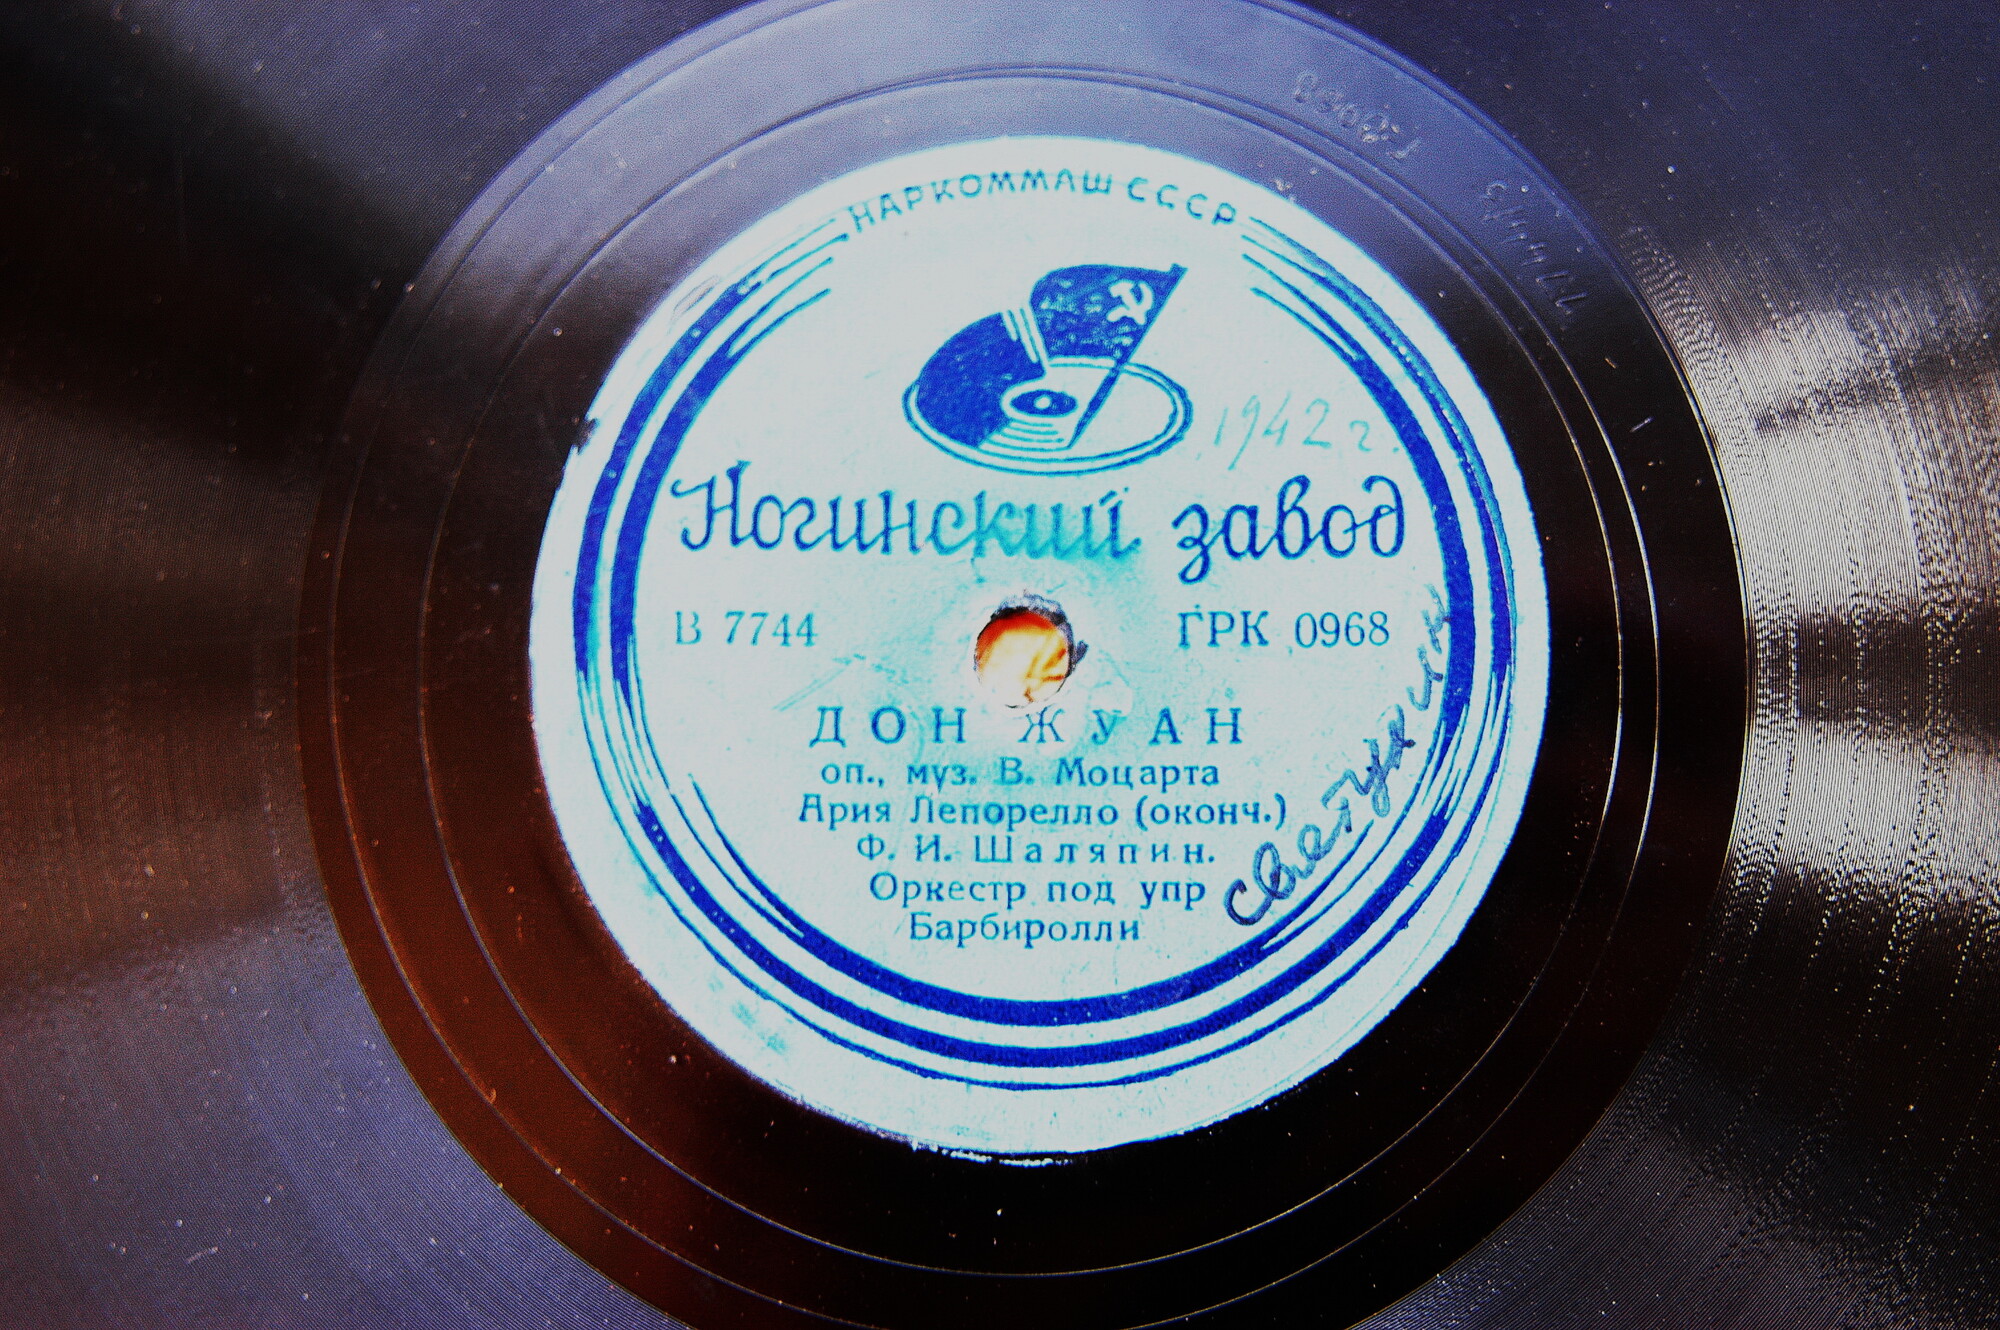 НАРКОММАШ СССР
1942 г.
Ногинский завод
В 7744 ГРК 0968
ДОН ЖУАН
оп., муз. В. Моцарта
Ария Лепорелло (оконч.)
Ф. И. Шаляпин.
Оркестр под упр
Барбиролли